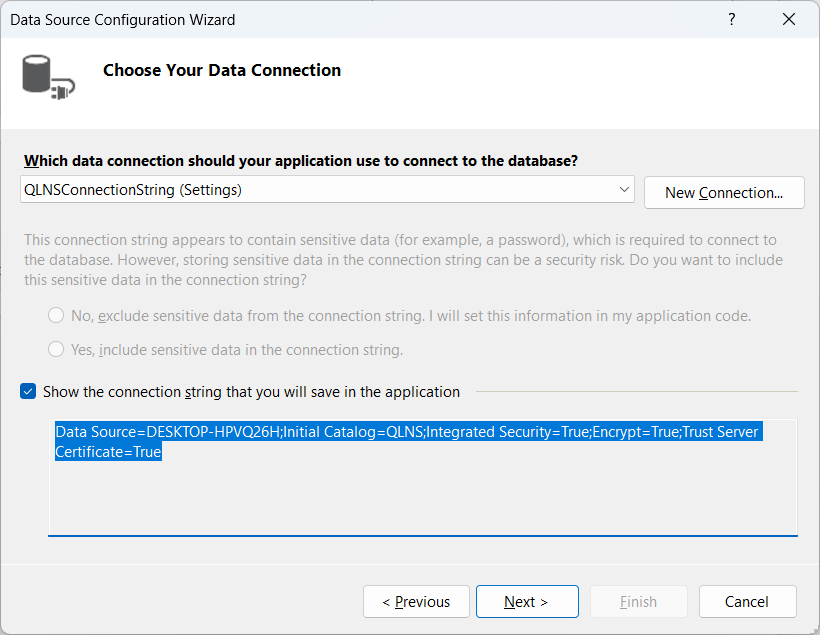 Data Source Configuration Wizard
?
Choose Your Data Connection
Which data connection should your application use to connect to the database?
QLNSConnectionString (Settings)
New Connection...
This connection string appears to contain sensitive data (for example, a password), which is required to connect to
the database. However, storing sensitive data in the connection string can be a security risk. Do you want to include
this sensitive data in the connection string?
No, exclude sensitive data from the connection string. I will set this information in my application code.
Yes, include sensitive data in the connection string.
Show the connection string that you will save in the application
Data Source=DESKTOP-HPVQ26H;Initial Catalog=QLNS;Integrated Security=True;Encrypt=True;Trust Server
Certificate=True
< Previous
Next >
Finish
Cancel